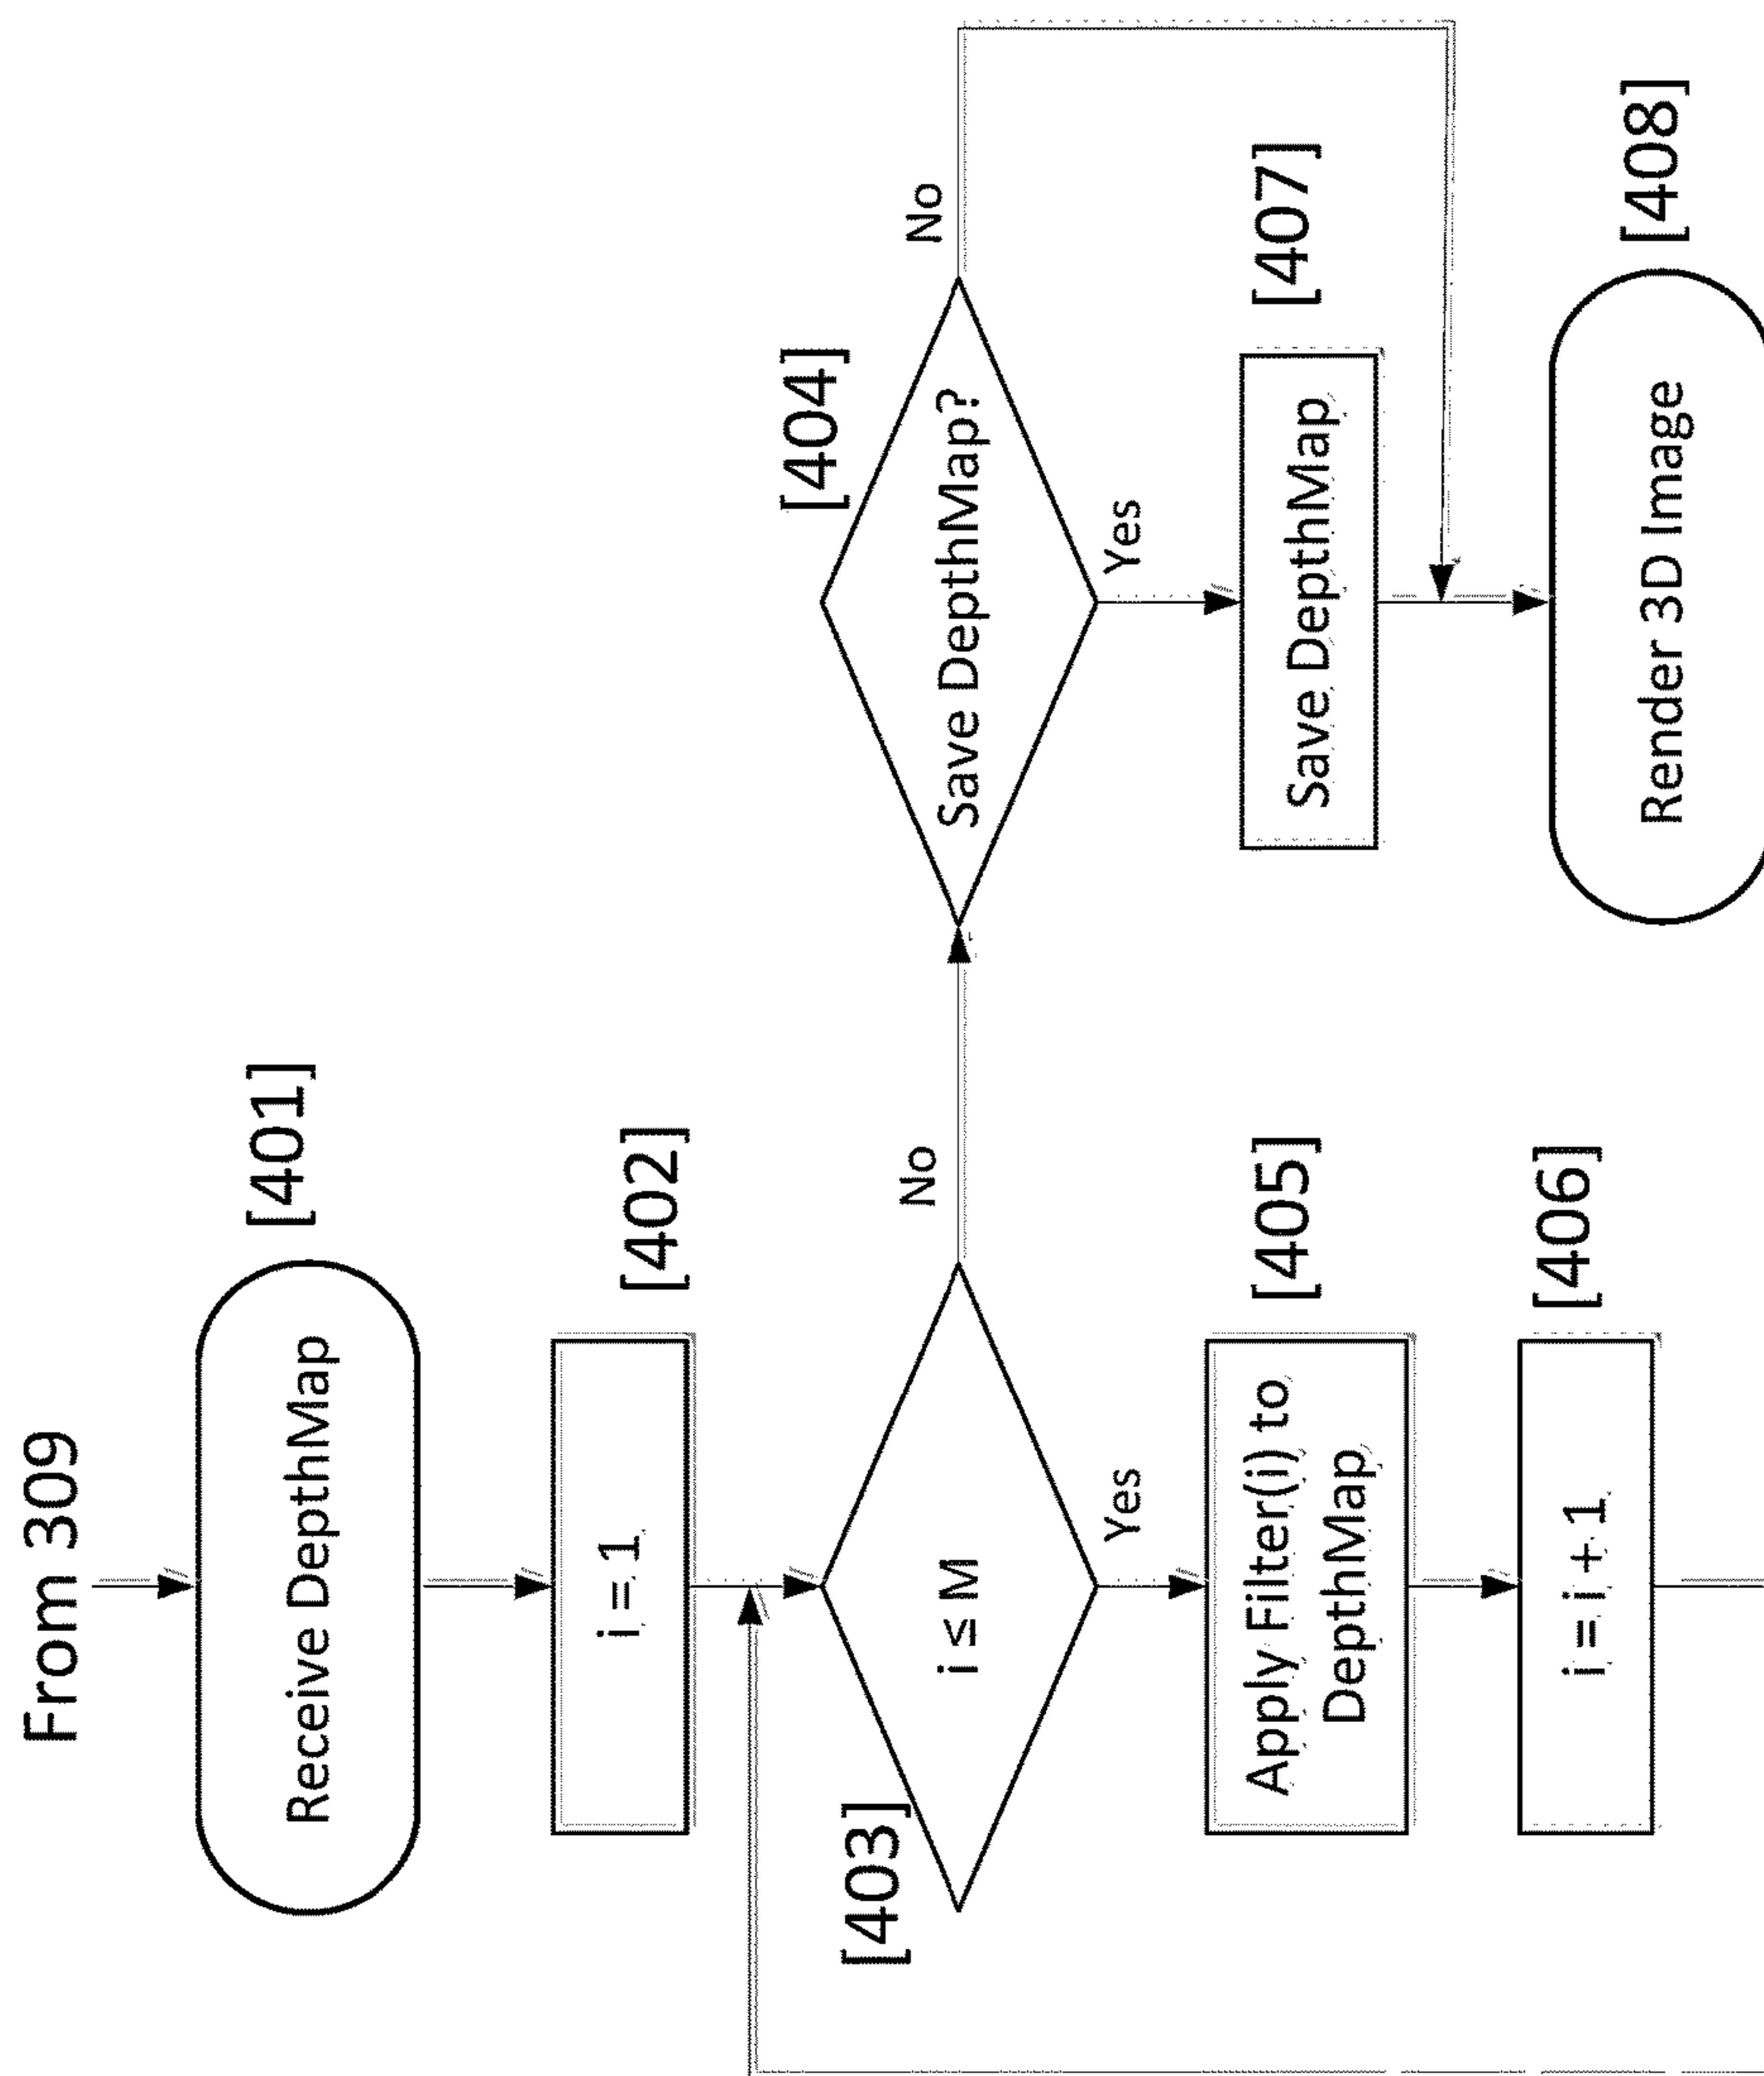 From 309
Receive DepthMap
[401]
i = 1
[402]
[403]
i ≤ M
No
Yes
Apply Filter(i) to
DepthMap
[405]
i = i + 1
[406]
[404]
Save DepthMap?
No
Yes
Save DepthMap
[407]
Render 3D Image
[408]